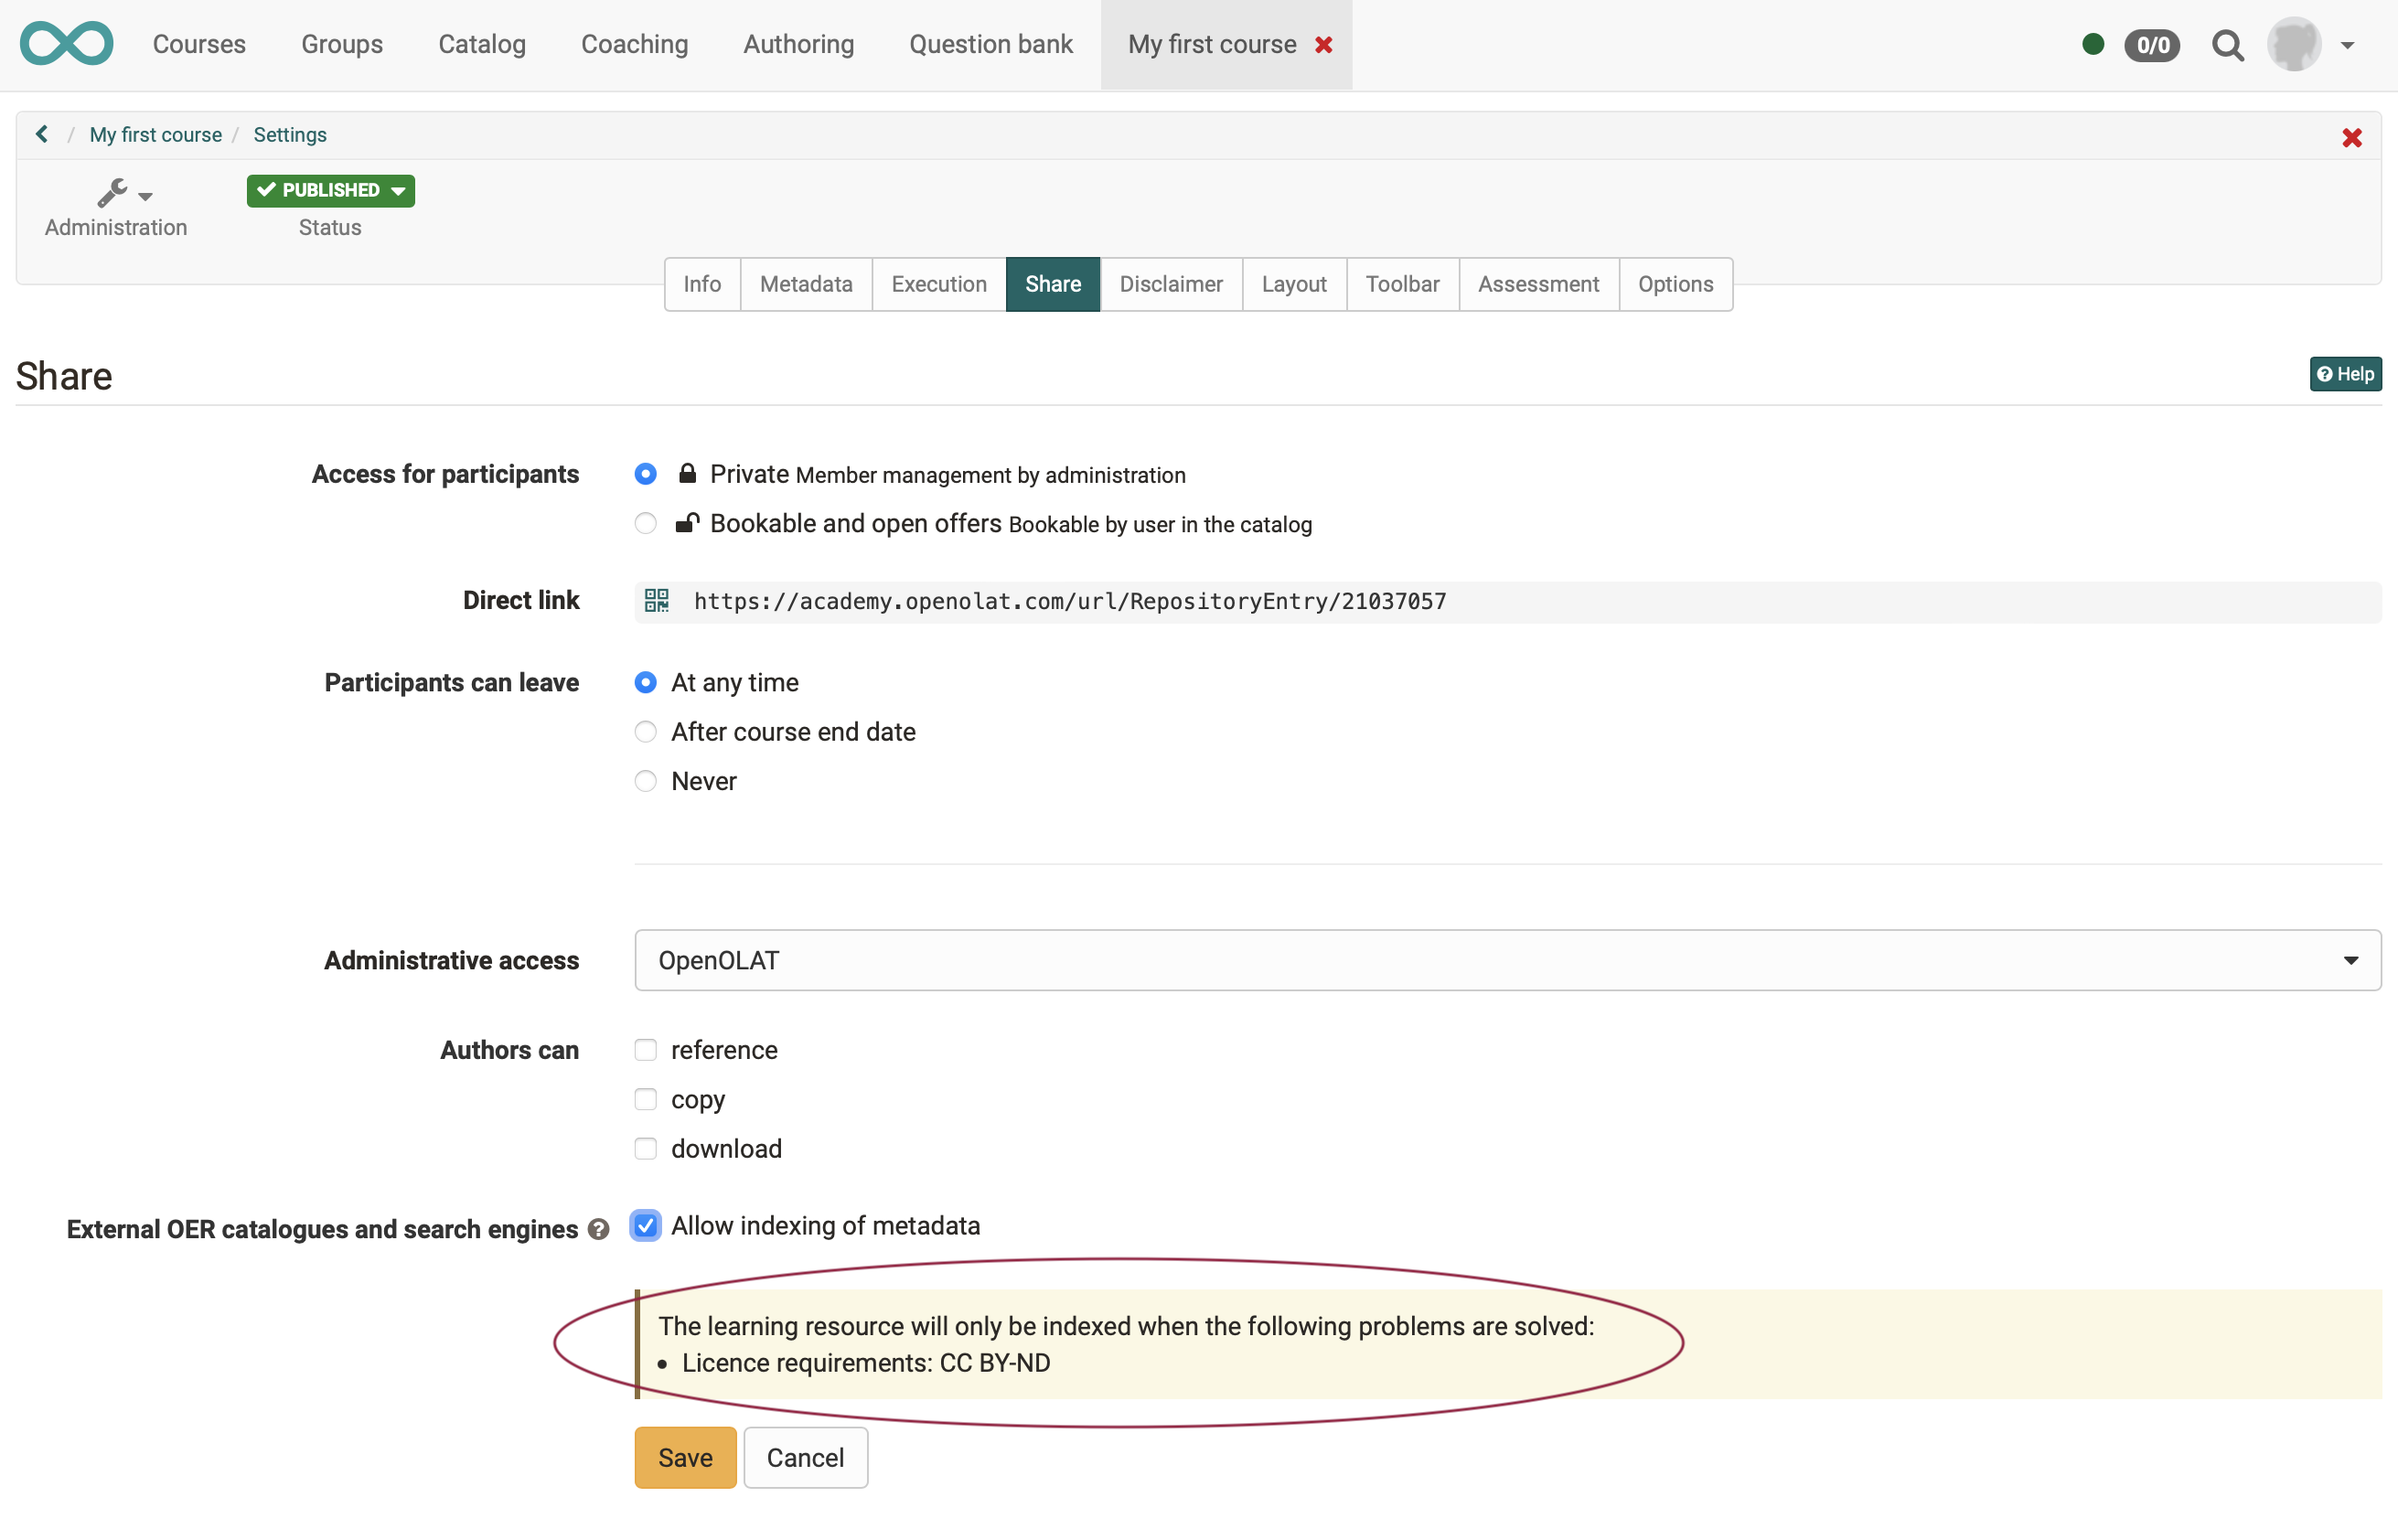 Courses Groups Catalog Coaching Authoring Question bank My first course 0/0
/ My first course / Settings
PUBLISHED
Administration Status
Info Metadata Execution Share Disclaimer Layout Toolbar Assessment Options
Share Help
Access for participants Private Member management by administration
Bookable and open offers Bookable by user in the catalog
Direct link https://academy.openolat.com/url/RepositoryEntry/21037057
Participants can leave At any time
After course end date
Never
Administrative access OpenOLAT
Authors can reference
copy
download
External OER catalogues and search engines ? Allow indexing of metadata
The learning resource will only be indexed when the following problems are solved:
• Licence requirements: CC BY-ND
Save Cancel